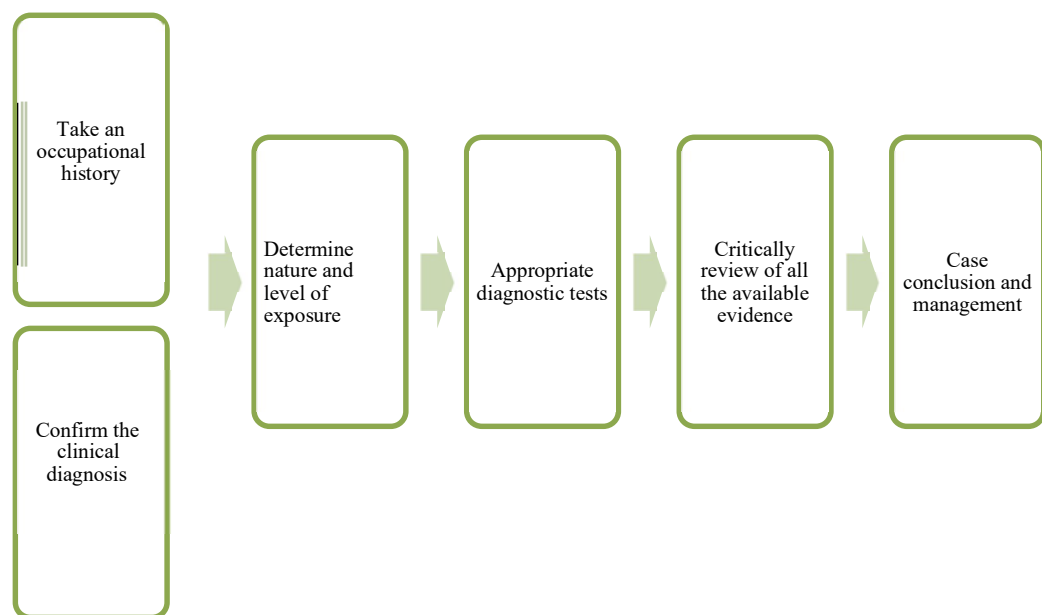 Take an
occupational
history
Confirm the
clinical
diagnosis
Determine
nature and
level of
exposure
Appropriate
diagnostic tests
Critically
review of all
the available
evidence
Case
conclusion and
management